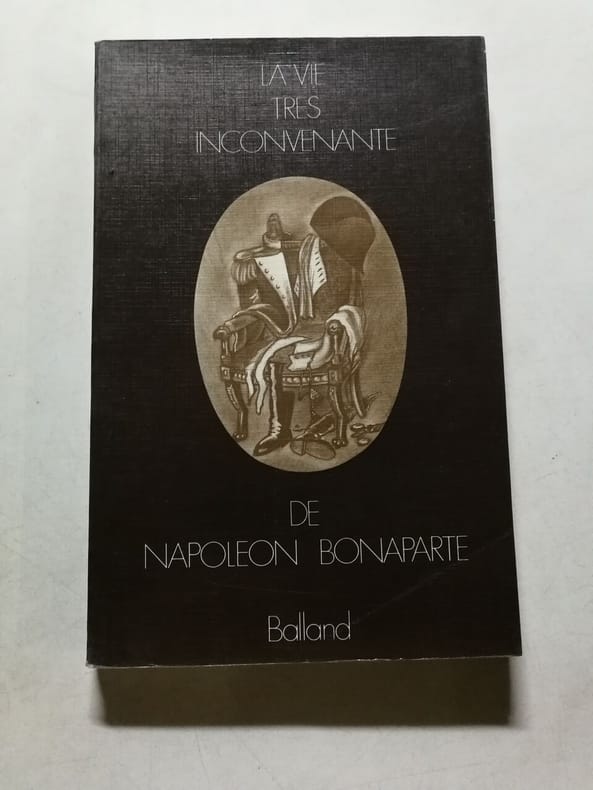 LA VIE
TRES
INCONVENANTE
DE
NAPOLEON BONAPARTE
Balland